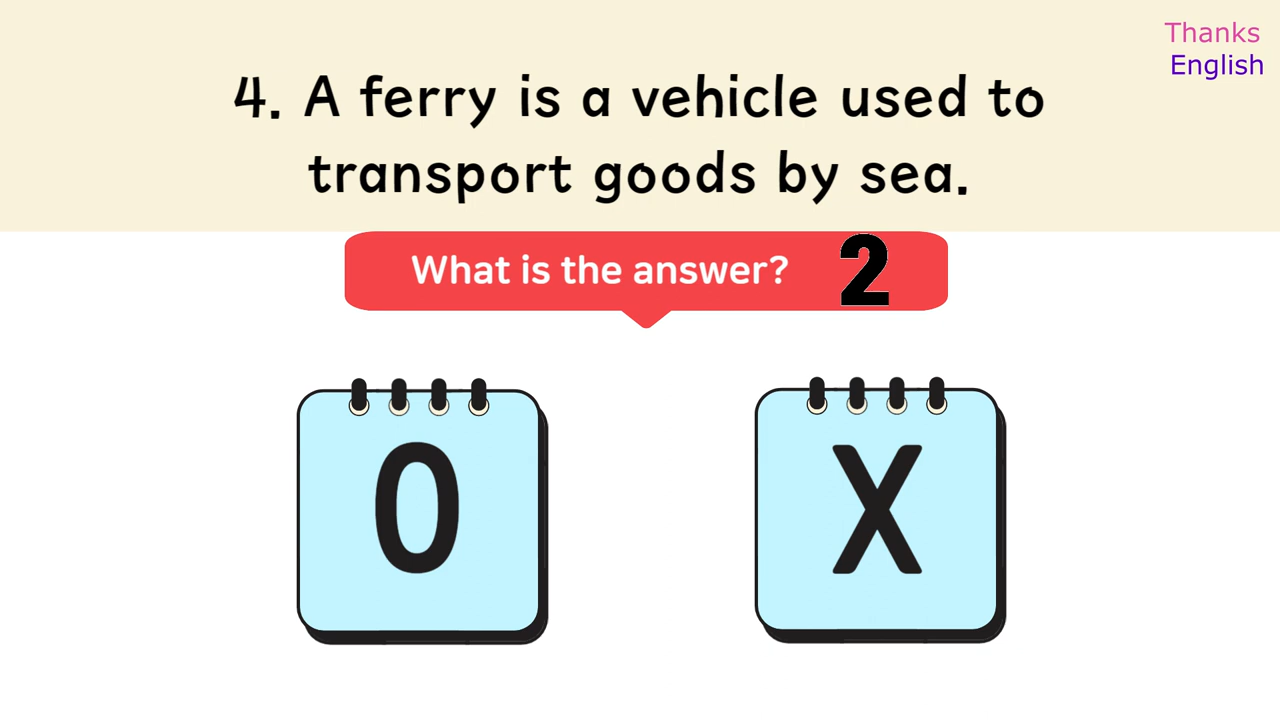 Thanks
English
4. A ferry is a vehicle used to
transport goods by sea.
What is the answer? 2
O X